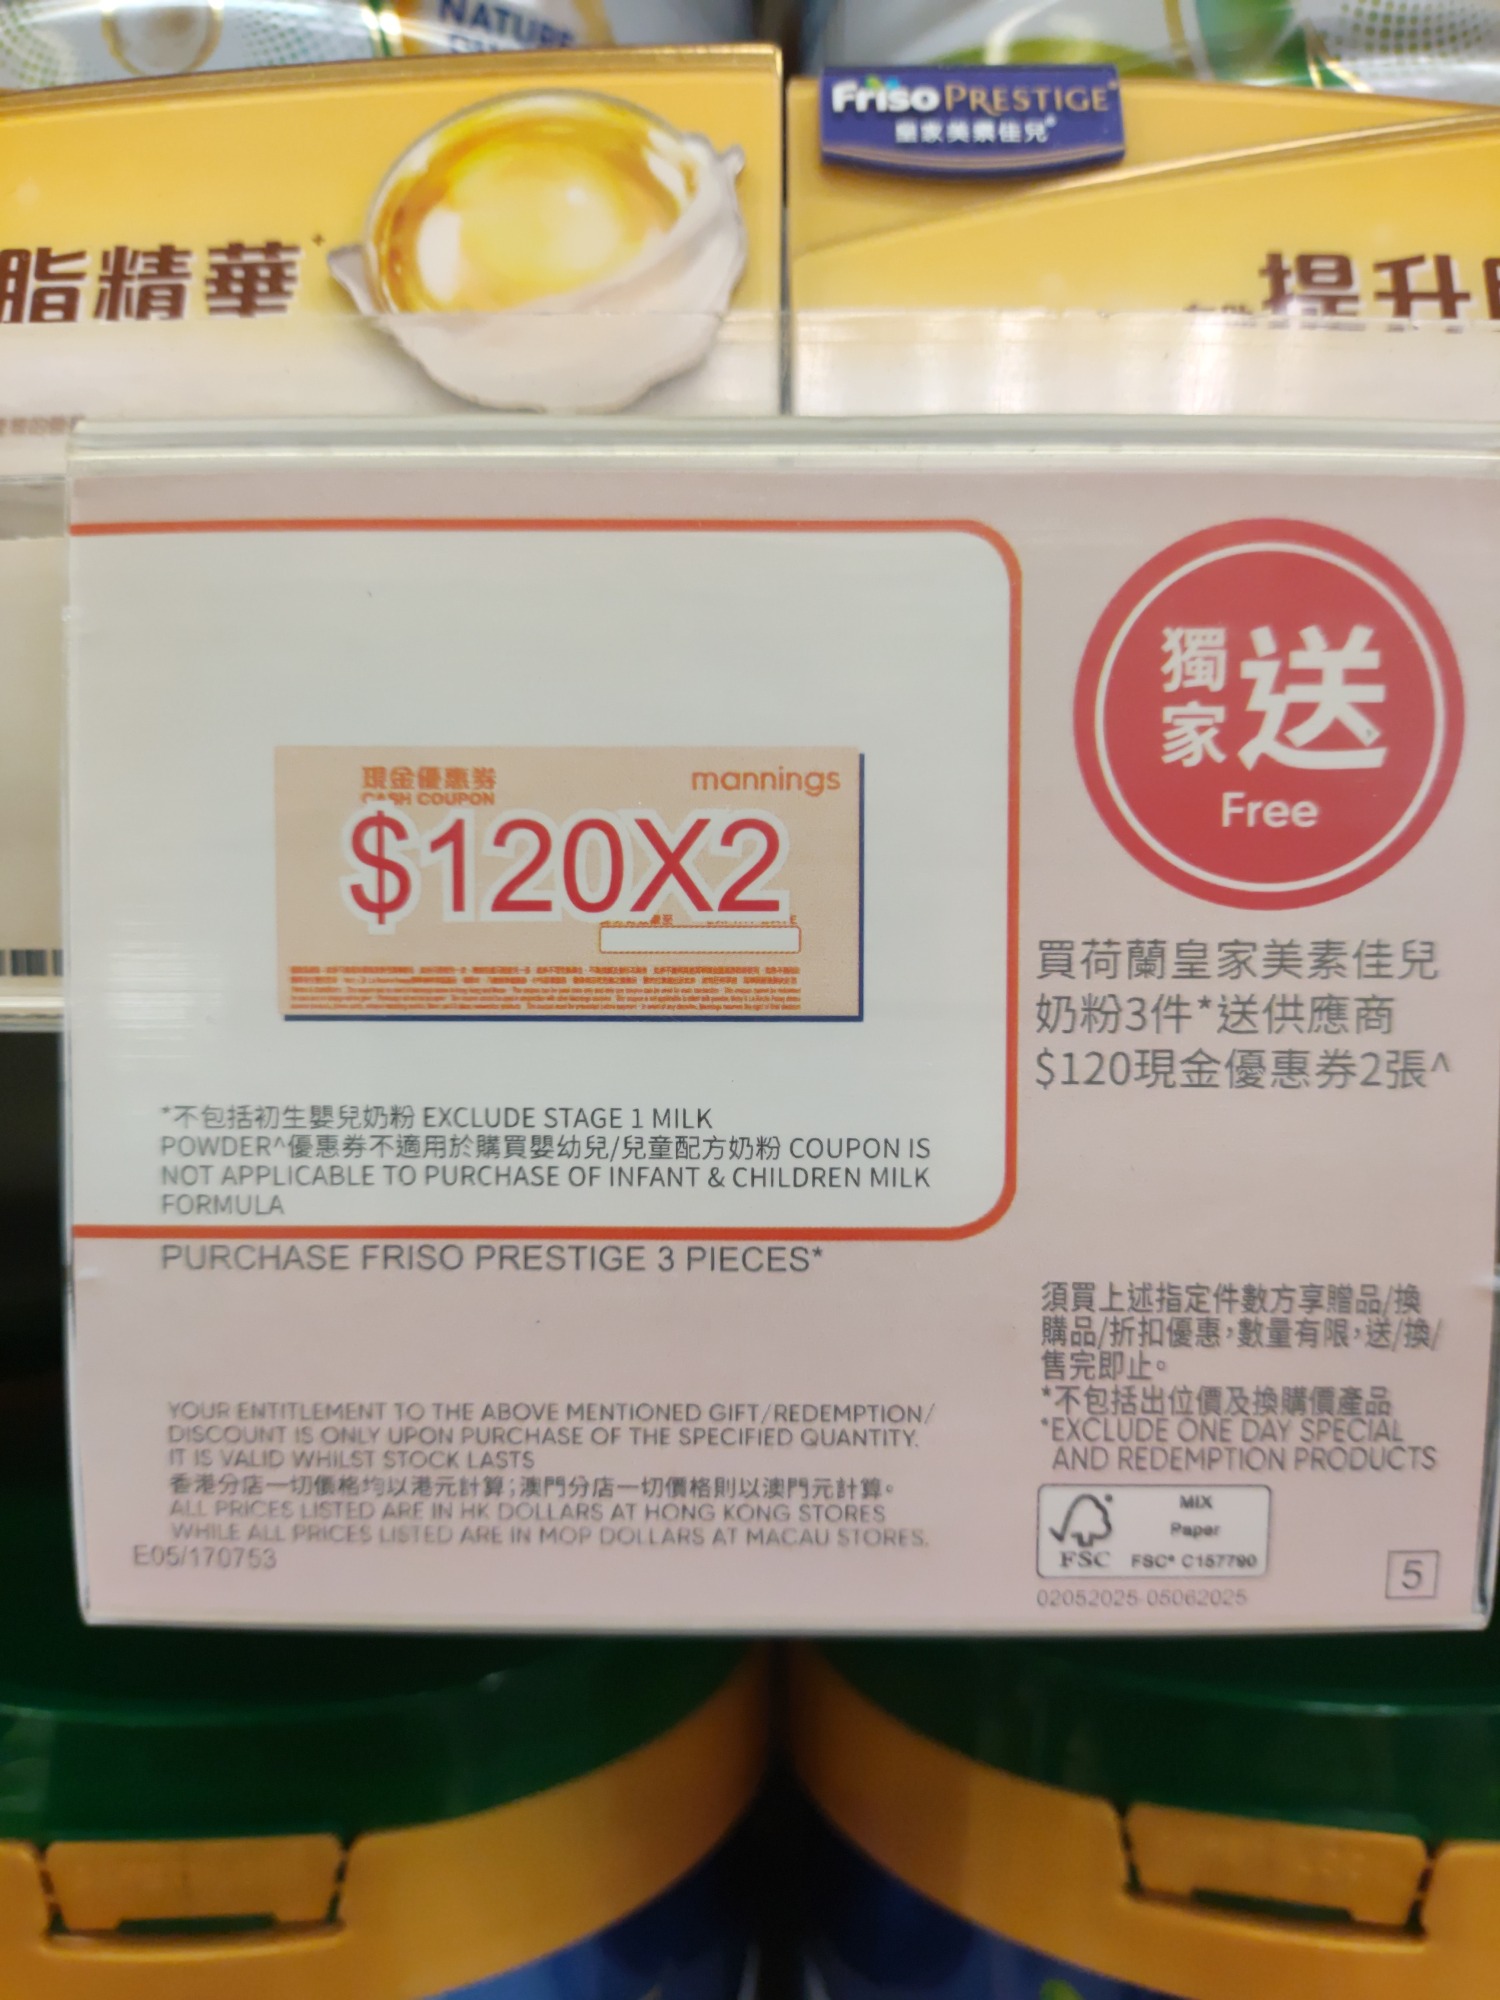 NATURE
Friso PRESTIGE
皇家美素佳兒
脂精華
提升
獨家
送
Free
現金優惠券
CASH COUPON
mannings
$120X2
買荷蘭皇家美素佳兒
奶粉3件*送供應商
$120現金優惠券2張^
*不包括初生嬰兒奶粉 EXCLUDE STAGE 1 MILK
POWDER^優惠券不適用於購買嬰幼兒/兒童配方奶粉 COUPON IS
NOT APPLICABLE TO PURCHASE OF INFANT & CHILDREN MILK
FORMULA
PURCHASE FRISO PRESTIGE 3 PIECES*
須買上述指定件數方享贈品/換
購品/折扣優惠，數量有限，送/換/
售完即止。
*不包括出位價及換購價產品
*EXCLUDE ONE DAY SPECIAL
AND REDEMPTION PRODUCTS
YOUR ENTITLEMENT TO THE ABOVE MENTIONED GIFT/REDEMPTION/
DISCOUNT IS ONLY UPON PURCHASE OF THE SPECIFIED QUANTITY.
IT IS VALID WHILST STOCK LASTS
香港分店一切價格均以港元計算；澳門分店一切價格則以澳門元計算。
ALL PRICES LISTED ARE IN HK DOLLARS AT HONG KONG STORES
WHILE ALL PRICES LISTED ARE IN MOP DOLLARS AT MACAU STORES.
E05/170753
MIX
Paper
FSC FSC® C157790
02052025-05062025
5